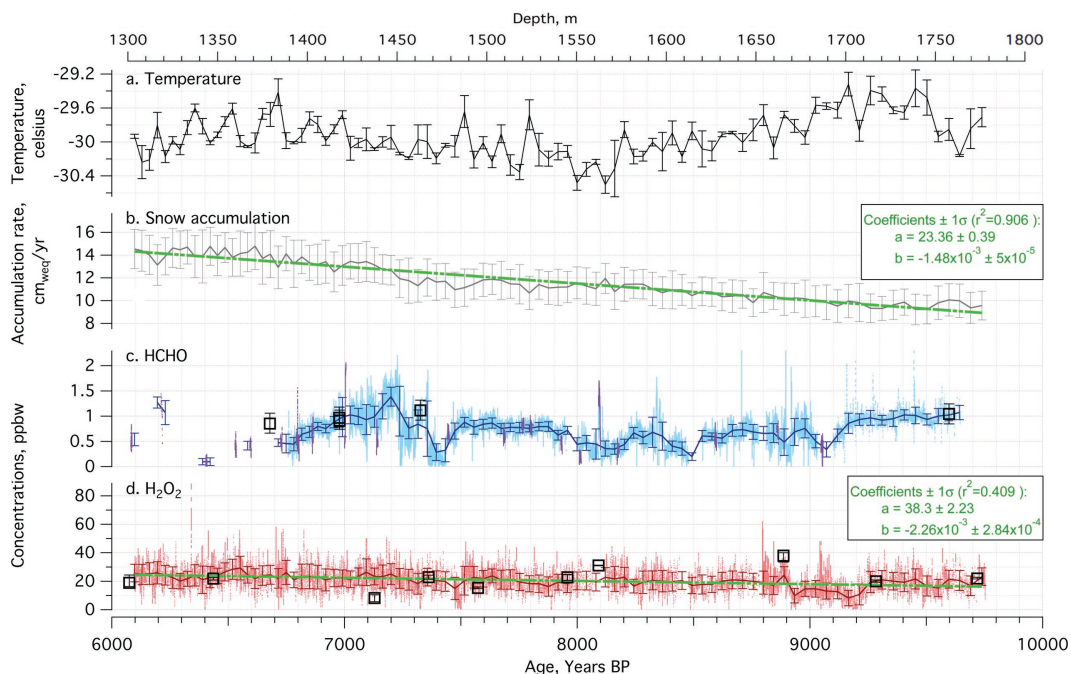 Depth, m
1300 1350 1400 1450 1500 1550 1600 1650 1700 1750 1800
a. Temperature
Temperature, celsius
-29.2
-29.6
-30
-30.4
b. Snow accumulation
Accumulation rate, cm_weq/yr
16
14
12
10
8
Coefficients ± 1σ (r²=0.906 ):
a = 23.36 ± 0.39
b = -1.48x10⁻³ ± 5x10⁻⁵
c. HCHO
Concentrations, ppbw
2
1
0.5
0
d. H₂O₂
80
60
40
20
0
Coefficients ± 1σ (r²=0.409 ):
a = 38.3 ± 2.23
b = -2.26x10⁻³ ± 2.84x10⁻⁴
6000 7000 8000 9000 10000
Age, Years BP